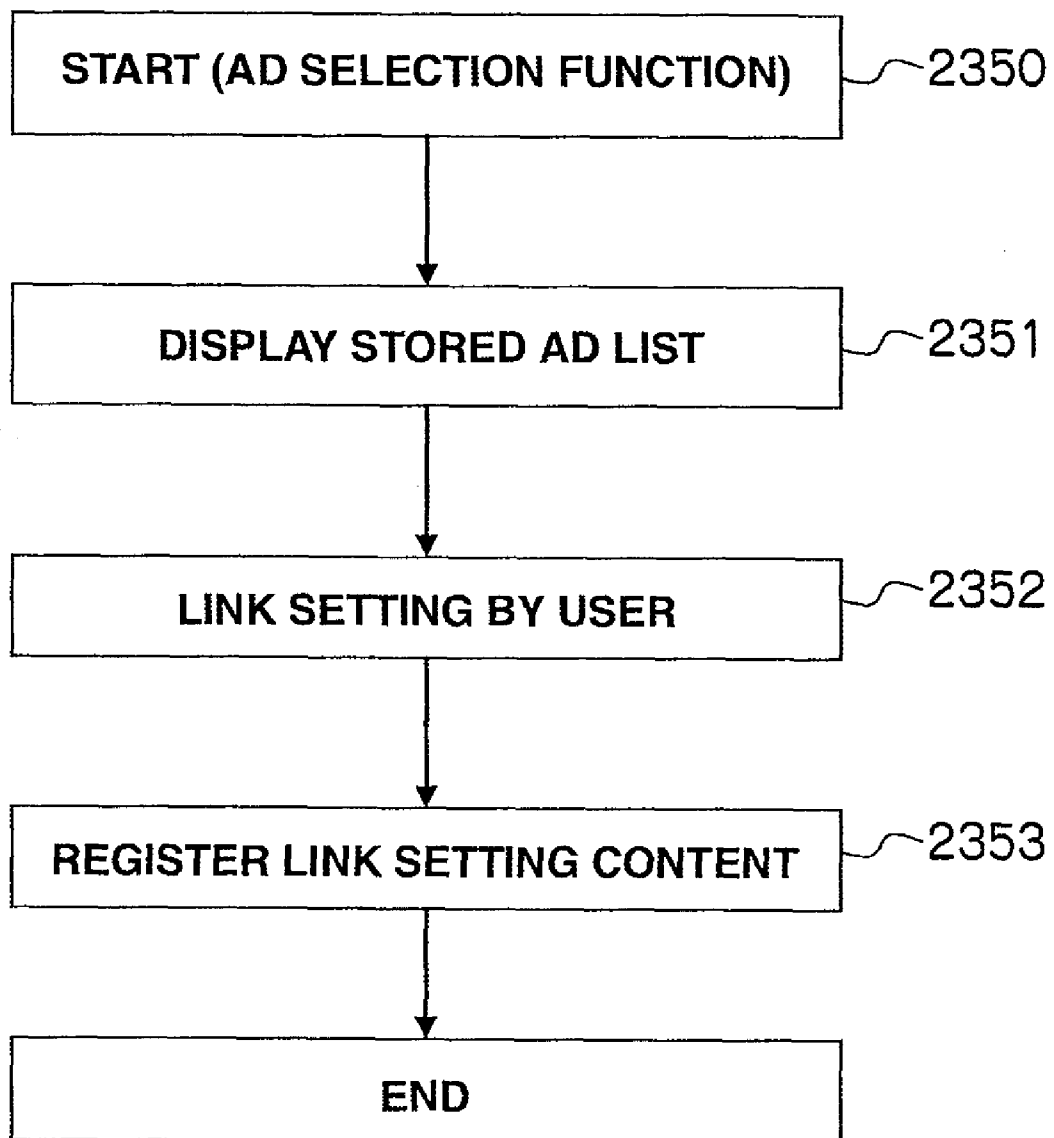 START (AD SELECTION FUNCTION) 2350
DISPLAY STORED AD LIST 2351
LINK SETTING BY USER 2352
REGISTER LINK SETTING CONTENT 2353
END